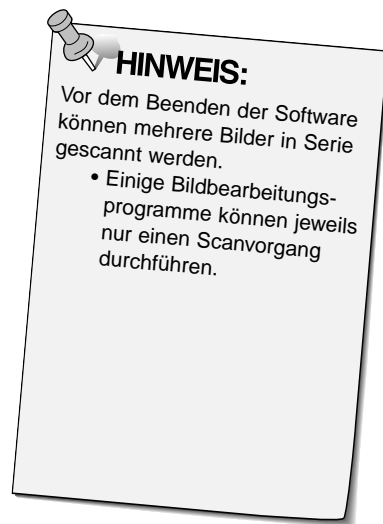 HINWEIS:
Vor dem Beenden der Software
können mehrere Bilder in Serie
gescannt werden.
• Einige Bildbearbeitungs-
programme können jeweils
nur einen Scanvorgang
durchführen.